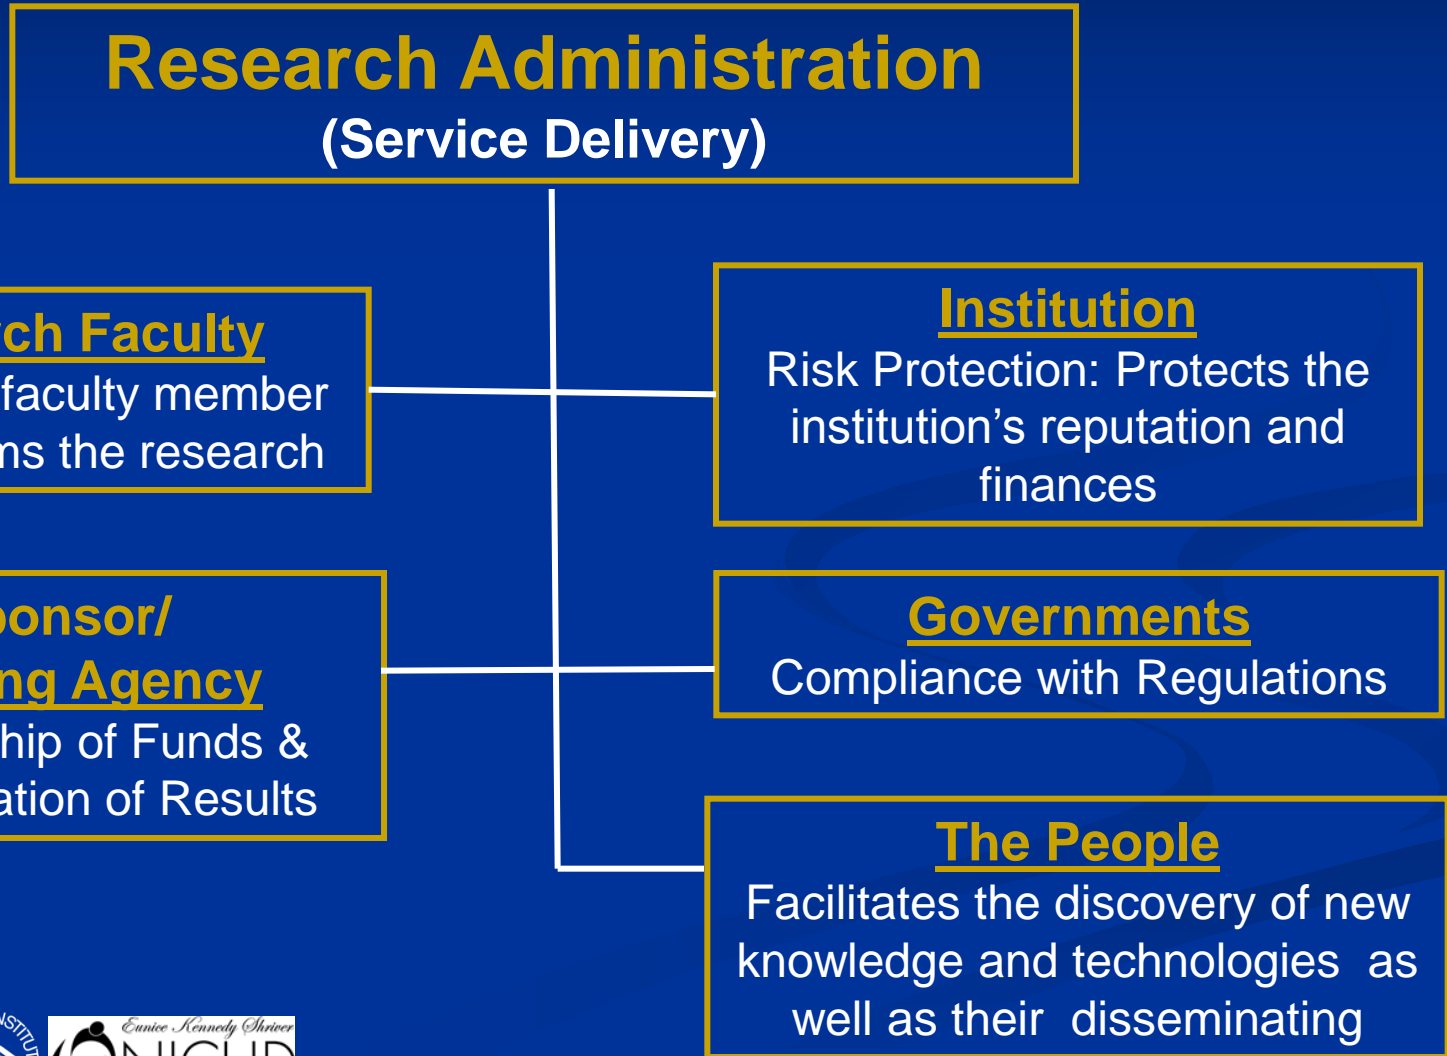 Research Administration
(Service Delivery)
ch Faculty
faculty member
ms the research
Institution
Risk Protection: Protects the
institution’s reputation and
finances
ponsor/
ng Agency
hip of Funds &
ation of Results
Governments
Compliance with Regulations
The People
Facilitates the discovery of new
knowledge and technologies as
well as their disseminating
Eunice Kennedy Shriver